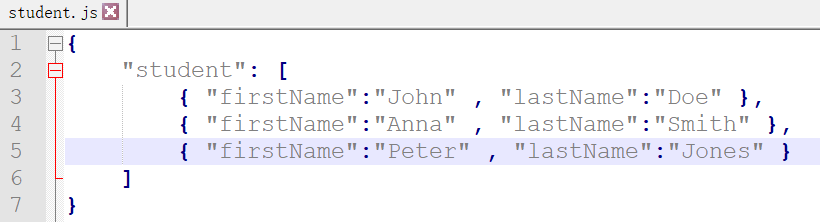 student.js
1 {
2 "student": [
3 { "firstName":"John" , "lastName":"Doe" },
4 { "firstName":"Anna" , "lastName":"Smith" },
5 { "firstName":"Peter" , "lastName":"Jones" }
6 ]
7 }